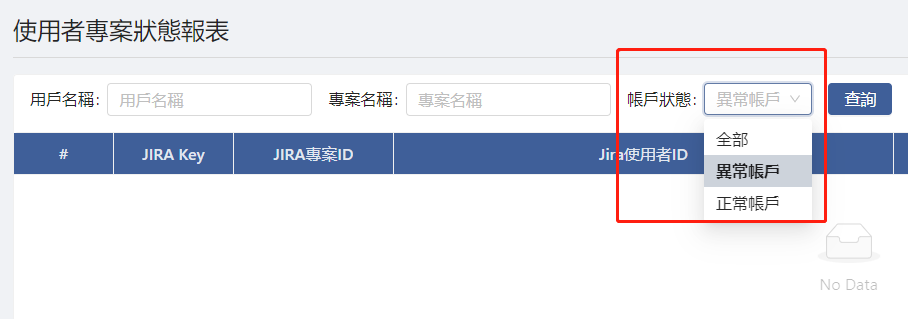 使用者專案狀態報表
用戶名稱: 用戶名稱 專案名稱: 專案名稱 帳戶狀態: 異常帳戶 查詢
全部
# JIRA Key JIRA專案ID Jira使用者ID
異常帳戶
正常帳戶
No Data